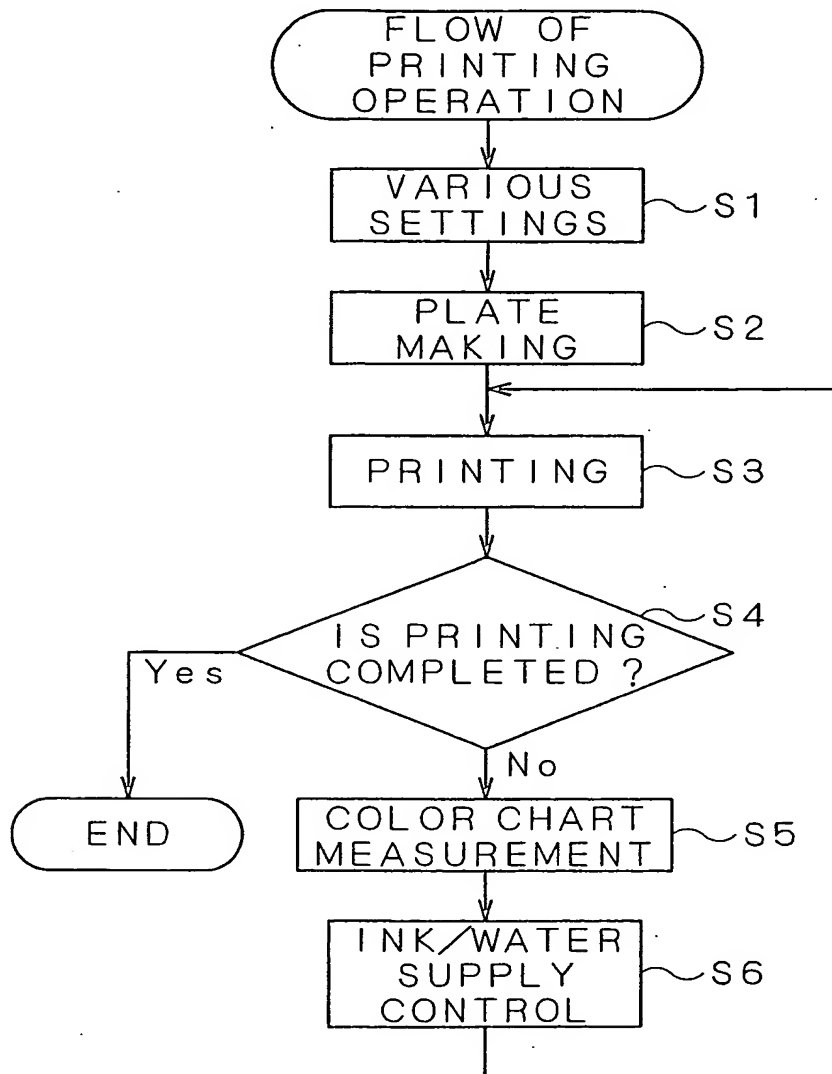 FLOW OF
PRINTING
OPERATION
VARIOUS
SETTINGS
S1
PLATE
MAKING
S2
PRINTING
S3
S4
IS PRINTING
COMPLETED?
Yes
No
END
COLOR CHART
MEASUREMENT
S5
INK/WATER
SUPPLY
CONTROL
S6